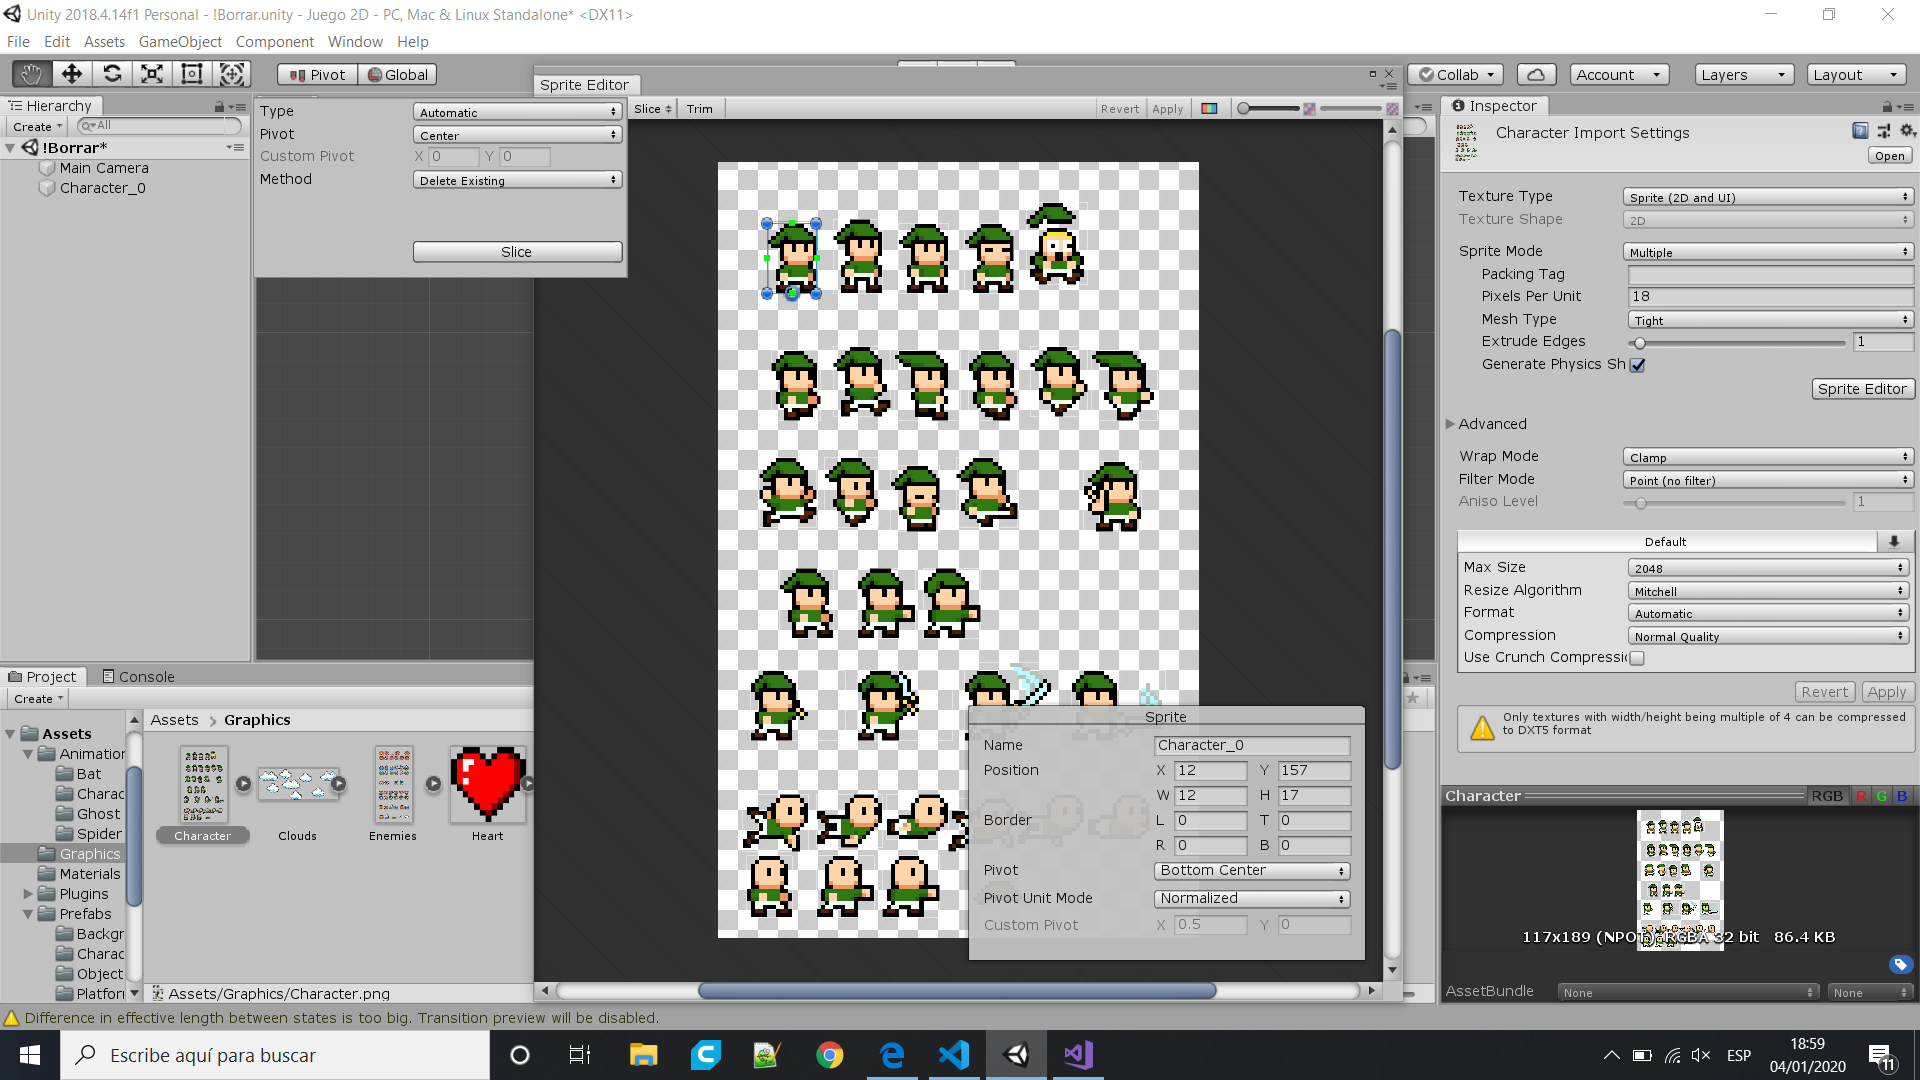 Unity 2018.4.14f1 Personal - !Borrar.unity - Juego 2D - PC, Mac & Linux Standalone* <DX11>
File Edit Assets GameObject Component Window Help
Pivot Global Collab Account Layers Layout
Hierarchy
Create All
!Borrar*
Main Camera
Character_0
Sprite Editor
Slice Trim Revert Apply
Type Automatic
Pivot Center
Custom Pivot X 0 Y 0
Method Delete Existing
Slice
Inspector
Character Import Settings
Open
Texture Type Sprite (2D and UI)
Texture Shape 2D
Sprite Mode Multiple
Packing Tag
Pixels Per Unit 18
Mesh Type Tight
Extrude Edges 1
Generate Physics Sh
Sprite Editor
Advanced
Wrap Mode Clamp
Filter Mode Point (no filter)
Aniso Level 1
Default
Max Size 2048
Resize Algorithm Mitchell
Format Automatic
Compression Normal Quality
Use Crunch Compressi
Revert Apply
Only textures with width/height being multiple of 4 can be compressed
to DXT5 format
Character RGB R G B
117x189 (NPOT) RGBA 32 bit 86.4 KB
AssetBundle None None
Sprite
Name Character_0
Position X 12 Y 157
W 12 H 17
Border L 0 T 0
R 0 B 0
Pivot Bottom Center
Pivot Unit Mode Normalized
Custom Pivot X 0.5 Y 0
Project Console
Create
Assets
Animation
Bat
Charac
Ghost
Spider
Graphics
Materials
Plugins
Prefabs
Backgr
Charac
Object
Platfor
Assets Graphics
Character Clouds Enemies Heart
Assets/Graphics/Character.png
Difference in effective length between states is too big. Transition preview will be disabled.
Escribe aquí para buscar
ESP
18:59
04/01/2020
11